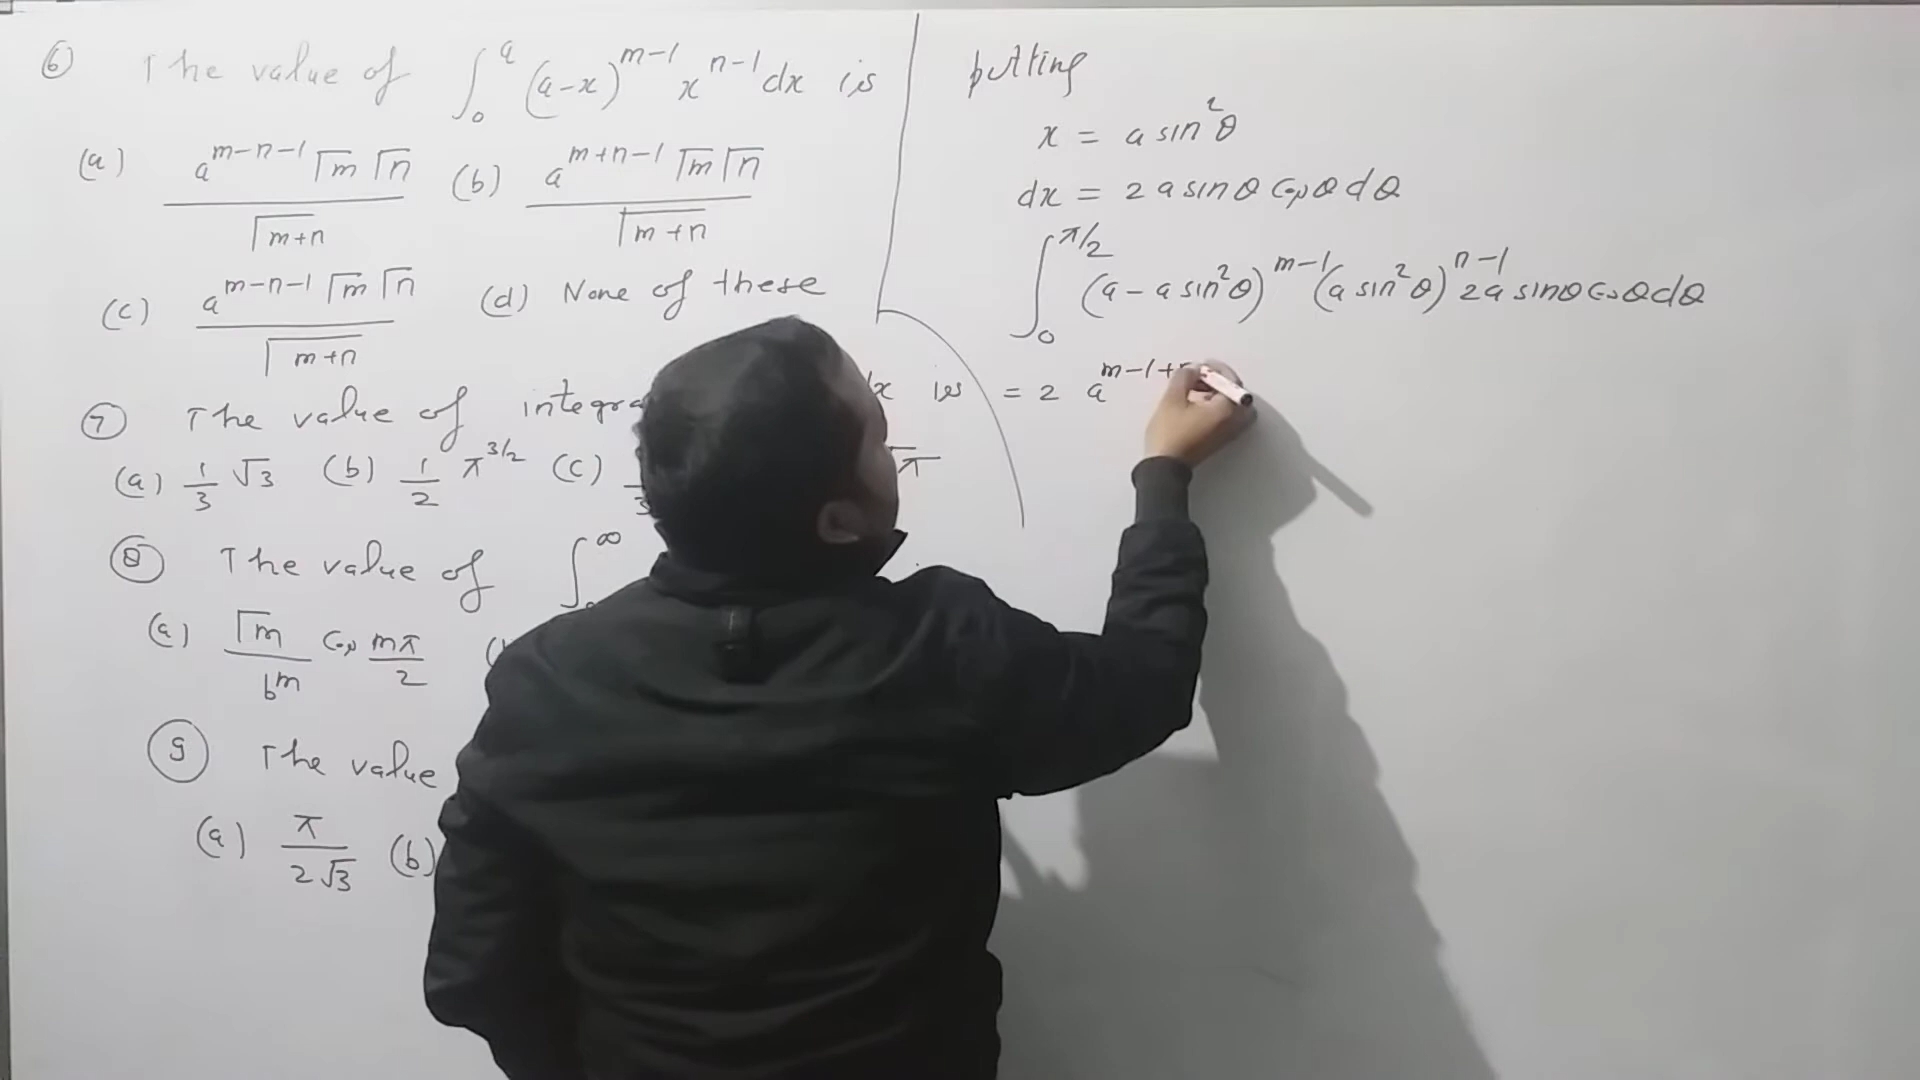 ⑥ The value of ∫₀^a (a-x)^{m-1} x^{n-1} dx is
(a) a^{m-n-1} Γm Γn / Γ(m+n) (b) a^{m+n-1} Γm Γn / Γ(m+n)
(c) a^{m-n-1} Γm Γn / Γ(m+n) (d) None of these
⑦ The value of dx is
(a) 1/3 √3 (b) 1/2 π^{3/2} (c) √π
⑧ The value of ∫^∞
(a) Γm / b^m Cos mπ/2
⑨ The value
(a) π / 2√3 (b)
putting
x = a sin²θ
dx = 2a sinθ Cosθ dθ
∫₀^{π/2} (a - a sin²θ)^{m-1} (a sin²θ)^{n-1} 2a sinθ Cosθ dθ
= 2 a^{m-1+